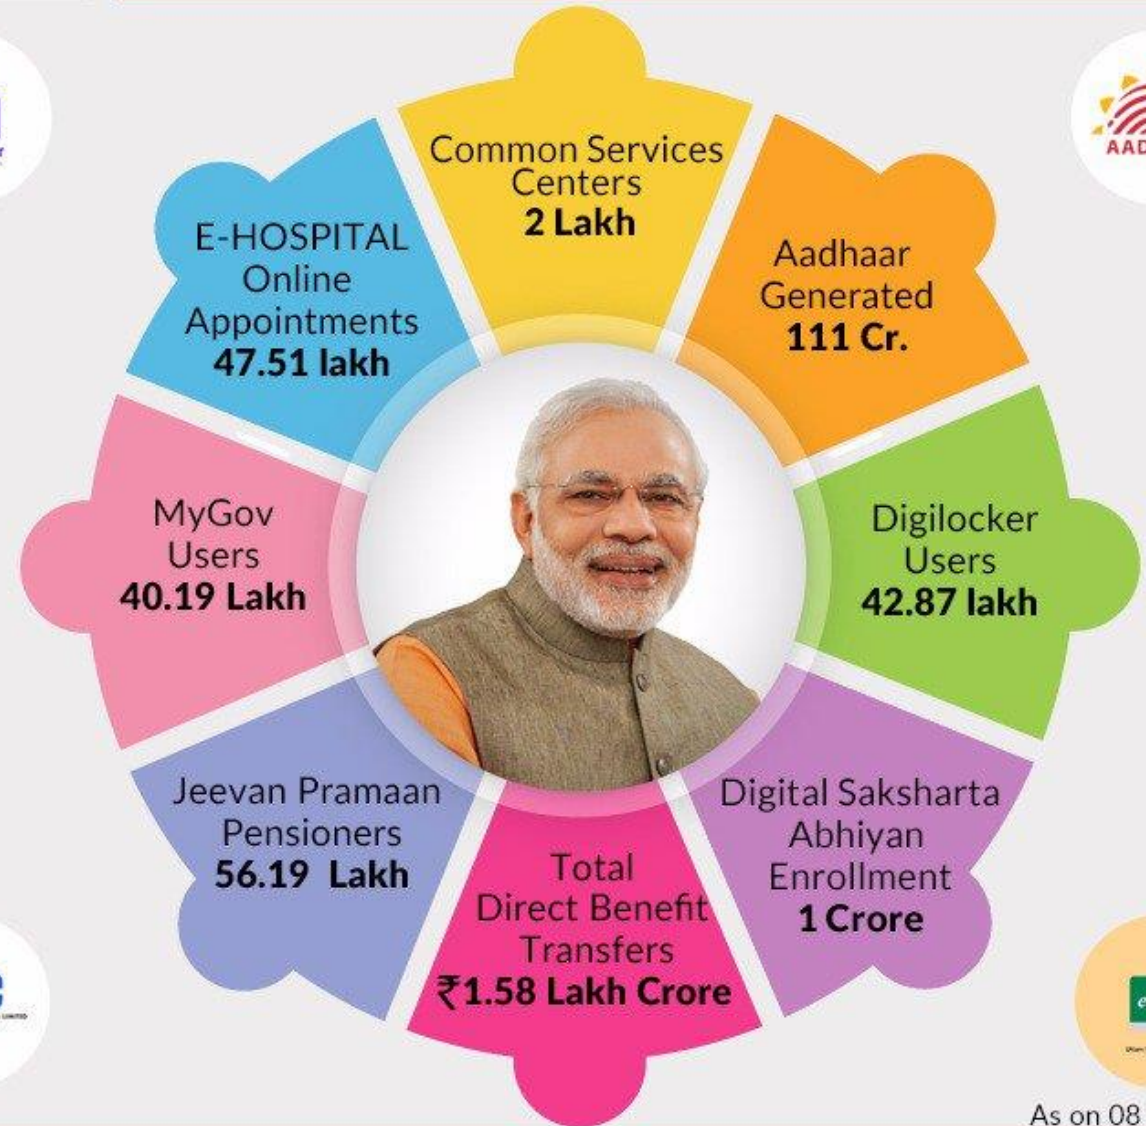 Common Services
Centers
2 Lakh
Aadhaar
Generated
111 Cr.
Digilocker
Users
42.87 lakh
Digital Saksharta
Abhiyan
Enrollment
1 Crore
Total
Direct Benefit
Transfers
₹1.58 Lakh Crore
Jeevan Pramaan
Pensioners
56.19 Lakh
MyGov
Users
40.19 Lakh
E-HOSPITAL
Online
Appointments
47.51 lakh
AAD
LIMITED
As on 08